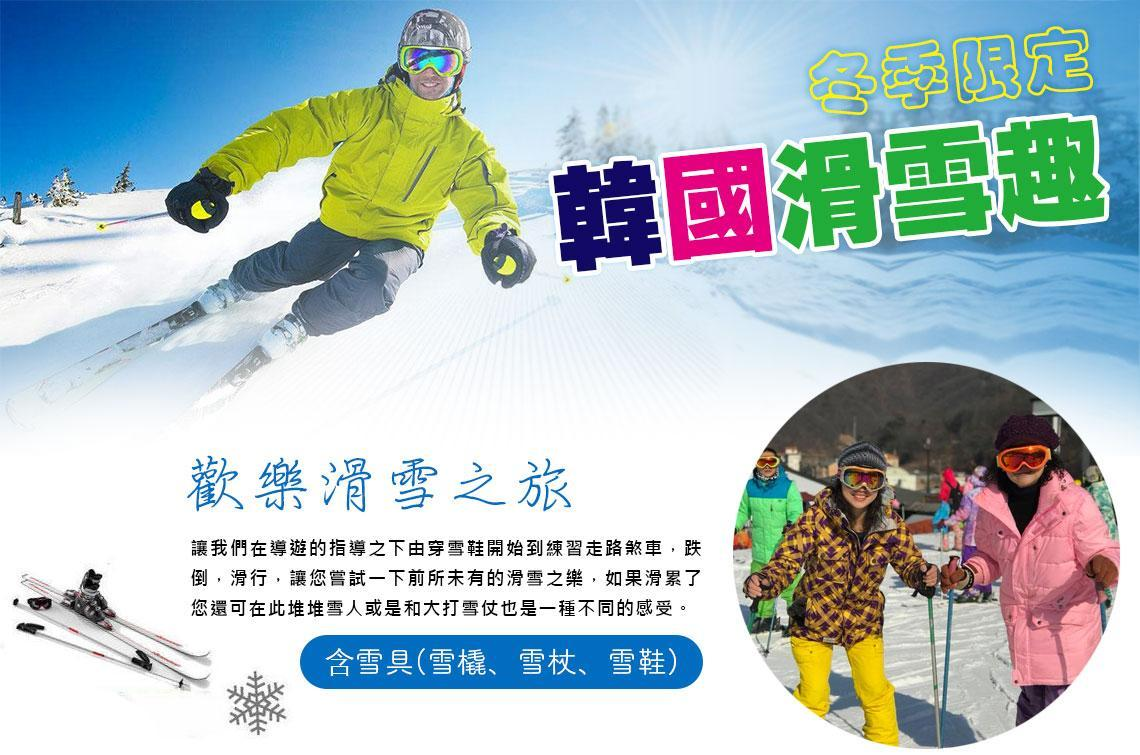 冬季限定
韓國滑雪趣
歡樂滑雪之旅
讓我們在導遊的指導之下由穿雪鞋開始到練習走路煞車，跌
倒，滑行，讓您嘗試一下前所未有的滑雪之樂，如果滑累了
您還可在此堆堆雪人或是和大打雪仗也是一種不同的感受。
含雪具(雪橇、雪杖、雪鞋)